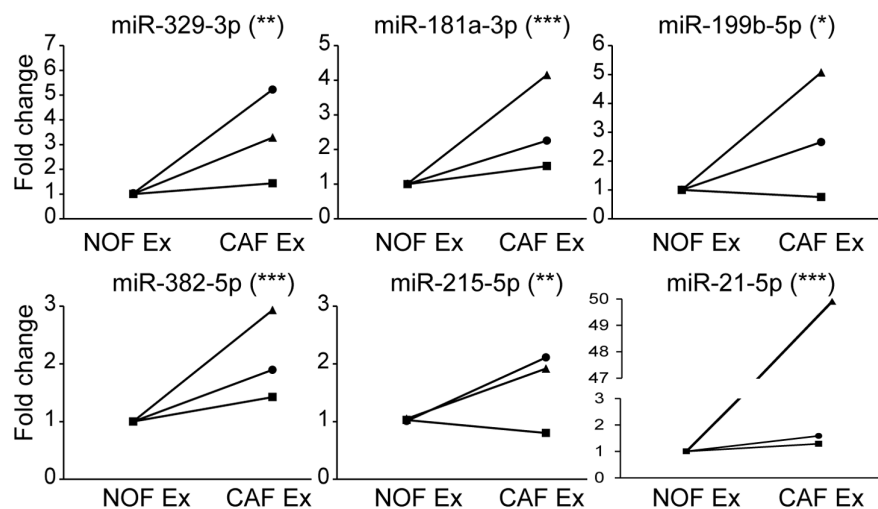 miR-329-3p (**)
Fold change
7
6
5
4
3
2
1
0
NOF Ex CAF Ex
miR-181a-3p (***)
5
4
3
2
1
0
NOF Ex CAF Ex
miR-199b-5p (*)
6
5
4
3
2
1
0
NOF Ex CAF Ex
miR-382-5p (***)
Fold change
3
2
1
0
NOF Ex CAF Ex
miR-215-5p (**)
3
2
1
0
NOF Ex CAF Ex
miR-21-5p (***)
50
49
48
47
3
2
1
0
NOF Ex CAF Ex